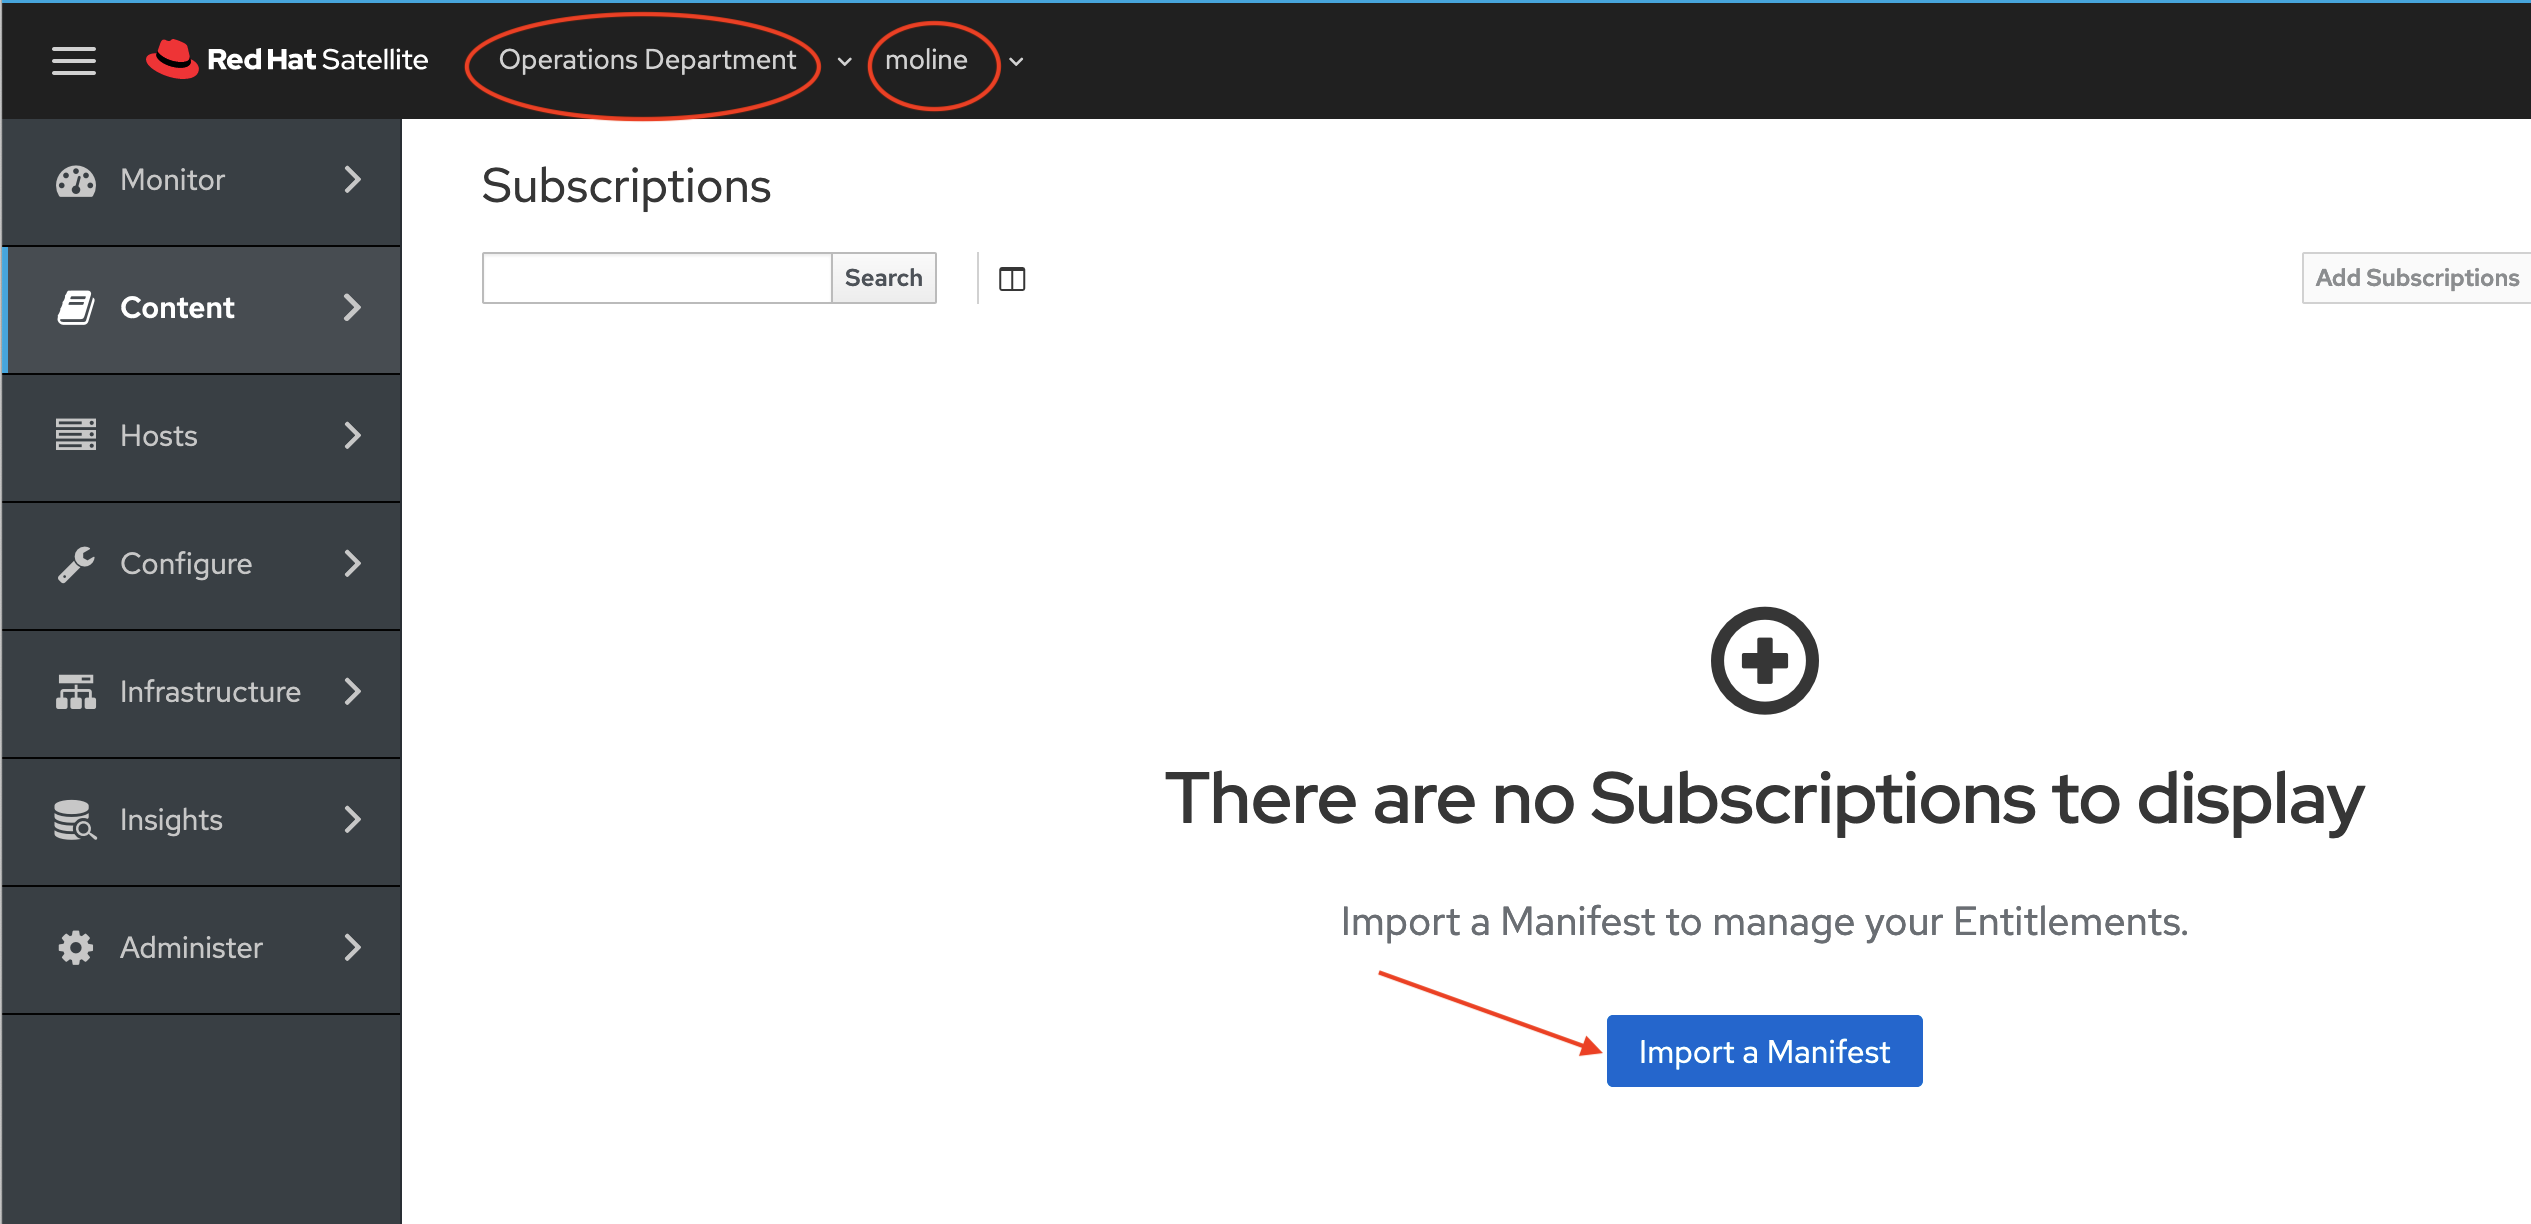 Red Hat Satellite Operations Department moline
Monitor
Content
Hosts
Configure
Infrastructure
Insights
Administer
Subscriptions
Search Add Subscriptions
There are no Subscriptions to display
Import a Manifest to manage your Entitlements.
Import a Manifest